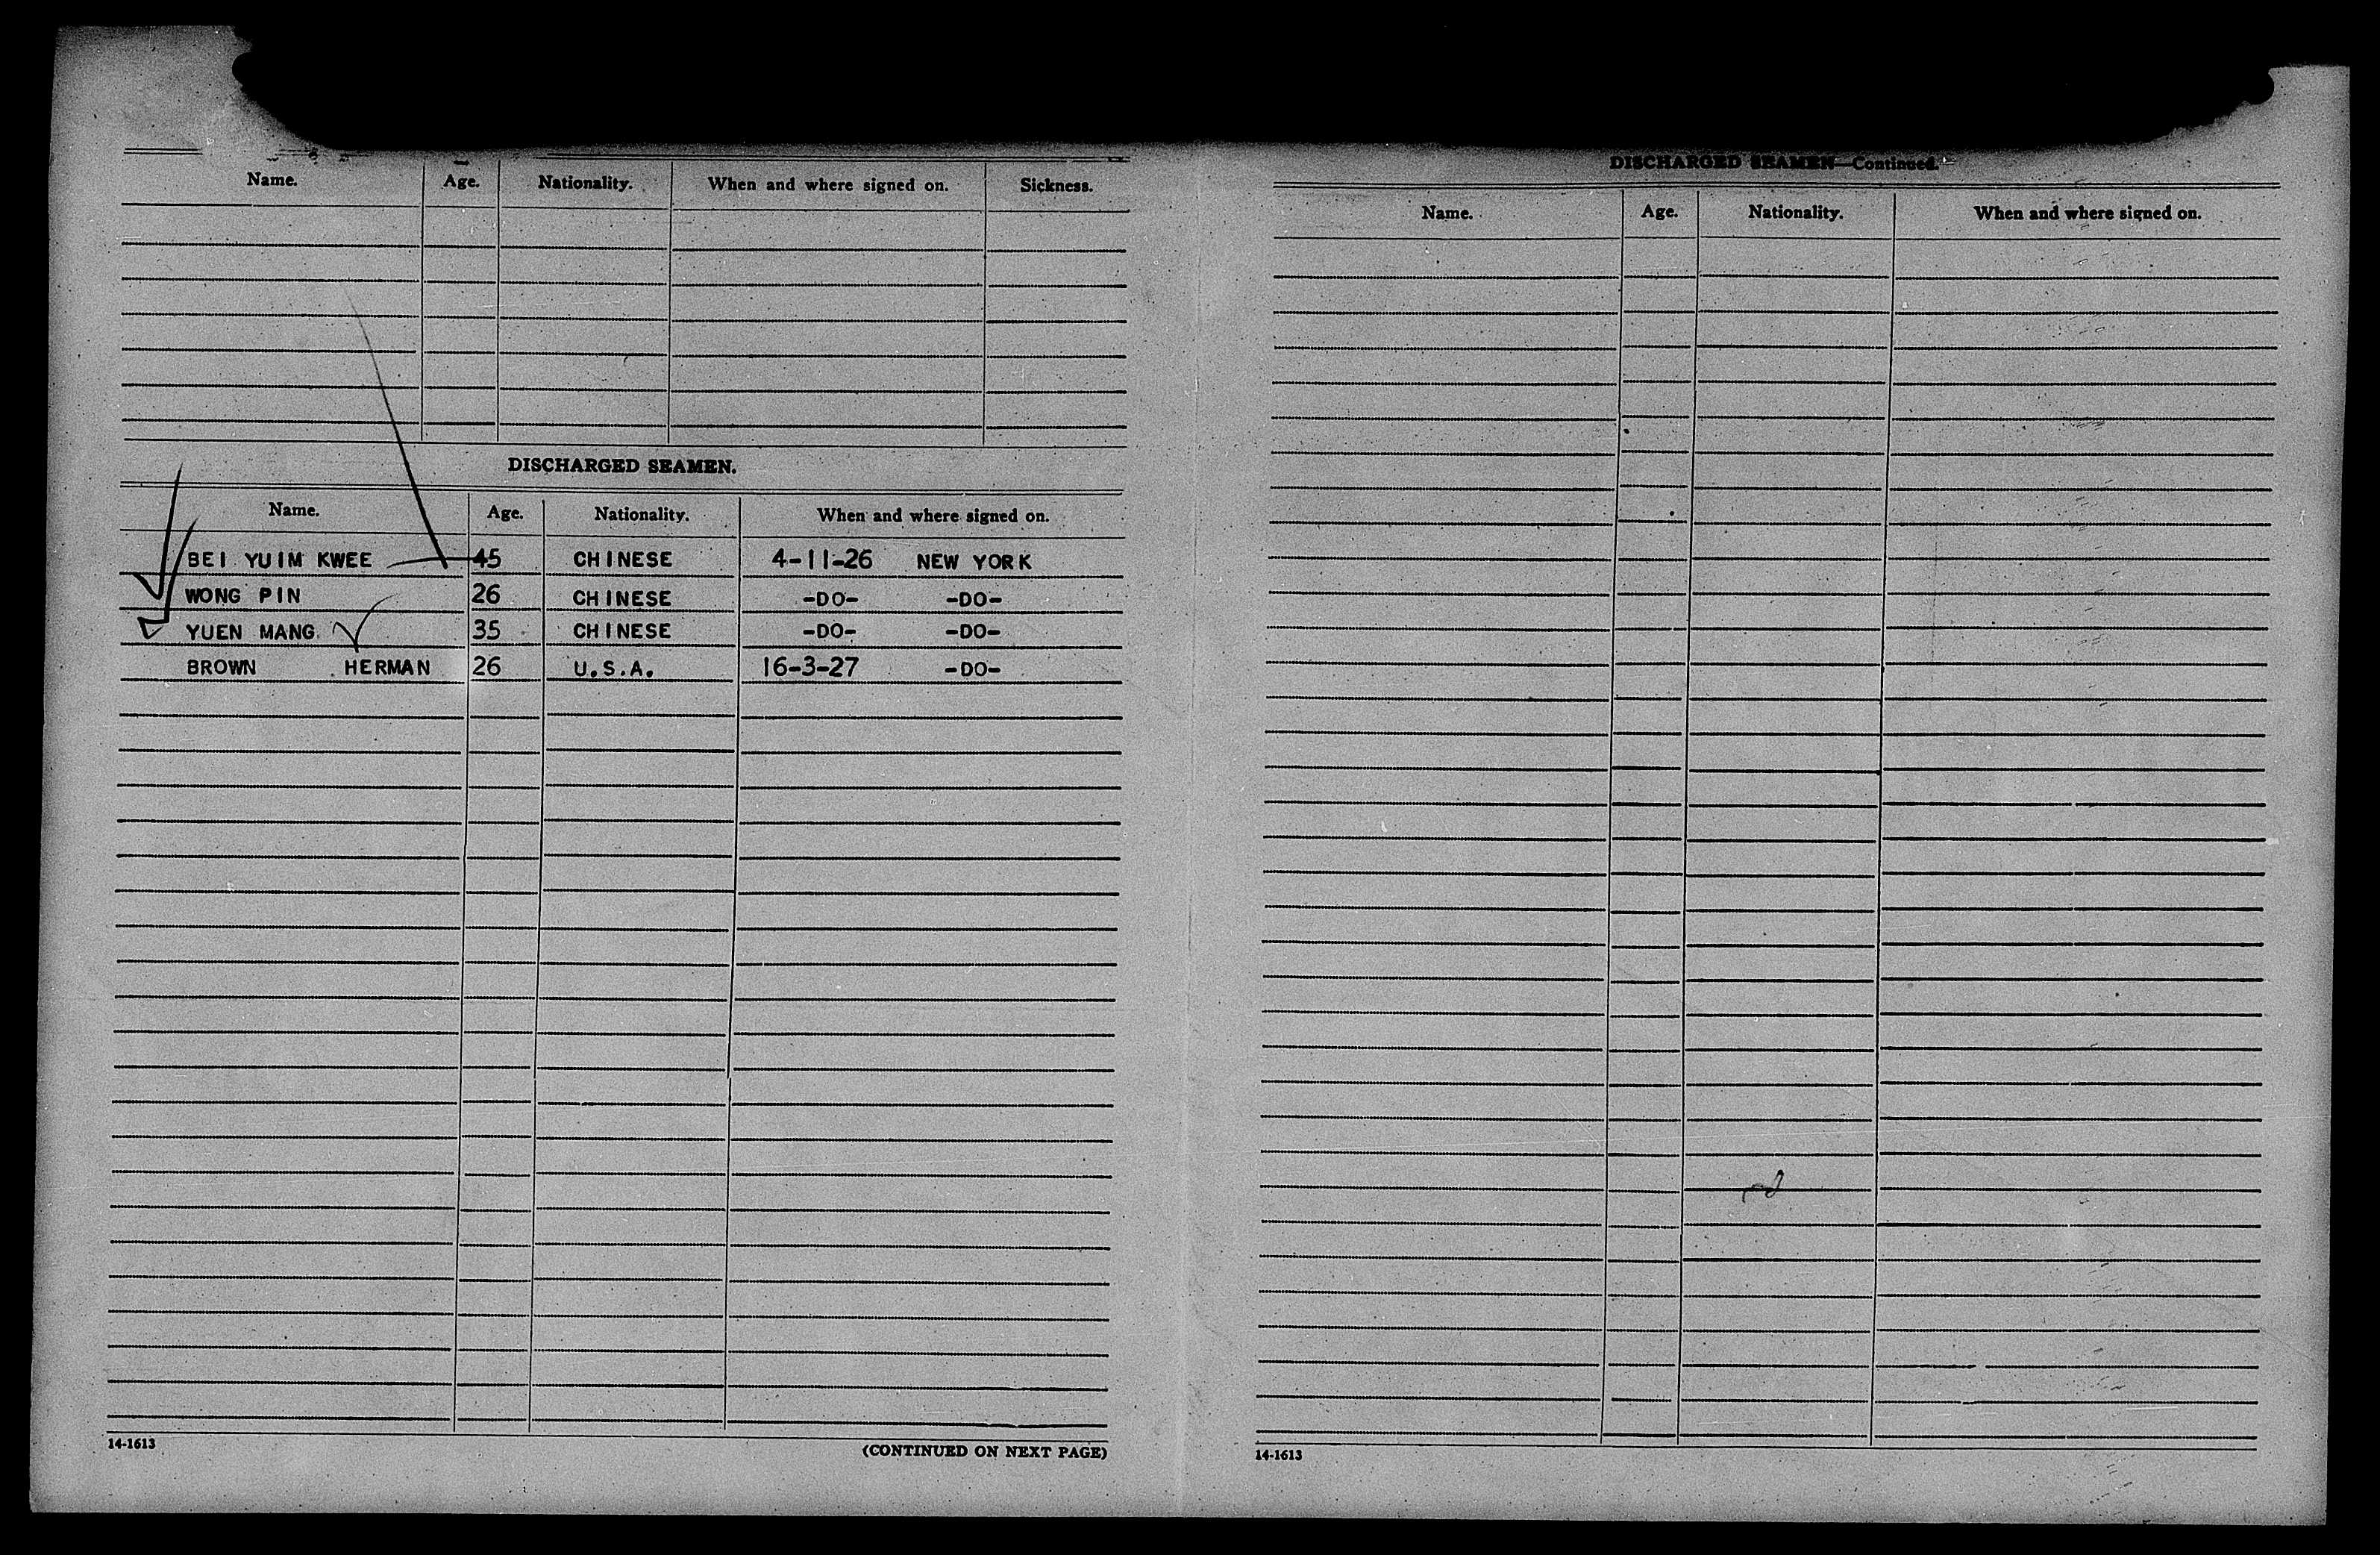 Name. Age. Nationality. When and where signed on. Sickness.
DISCHARGED SEAMEN.
Name. Age. Nationality. When and where signed on.
BEI YUIM KWEE 45 CHINESE 4-11-26 NEW YORK
WONG PIN 26 CHINESE -DO- -DO-
YUEN MANG. 35 CHINESE -DO- -DO-
BROWN HERMAN 26 U.S.A. 16-3-27 -DO-
14-1613 (CONTINUED ON NEXT PAGE)
DISCHARGED SEAMEN—Continued.
Name. Age. Nationality. When and where signed on.
14-1613